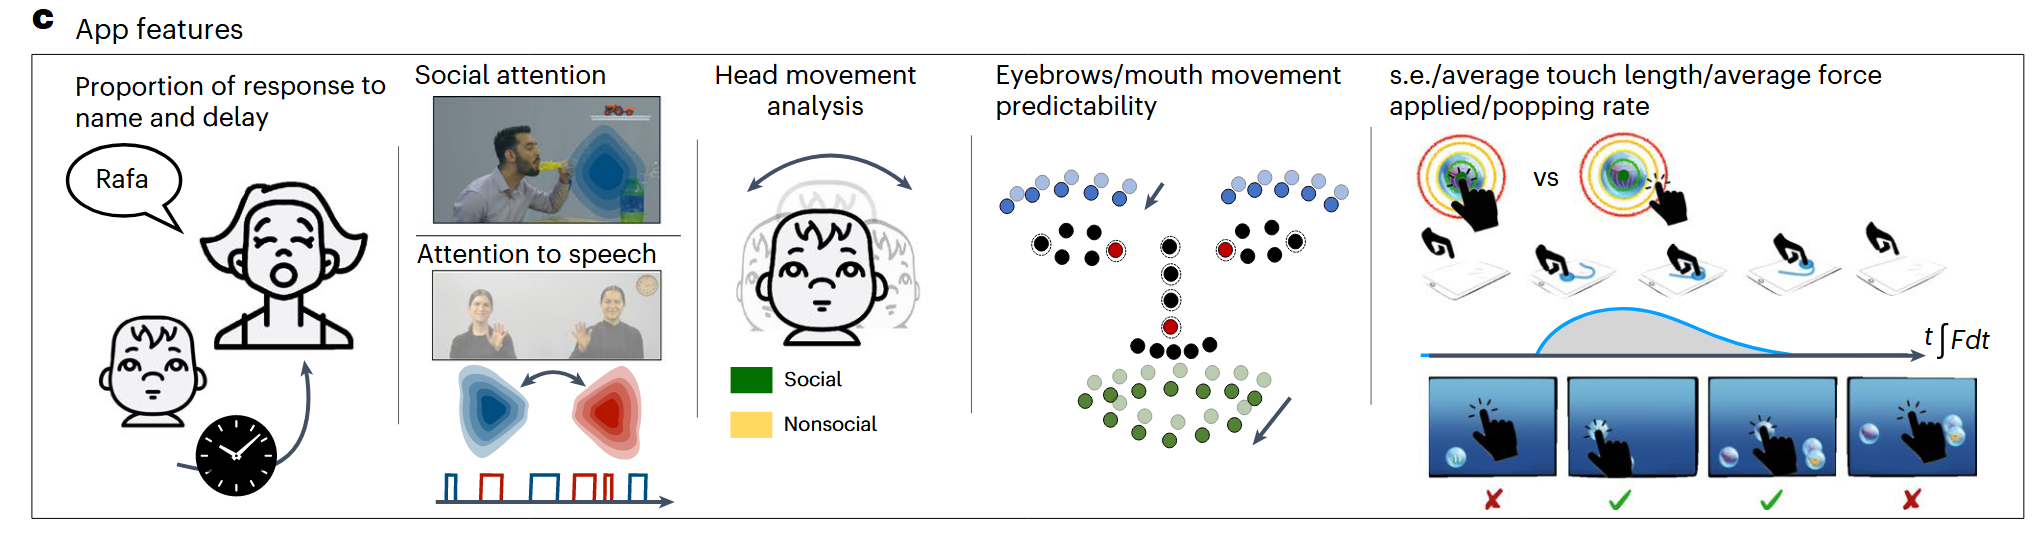 c App features
Proportion of response to
name and delay
Rafa
Social attention
Attention to speech
Head movement
analysis
Social
Nonsocial
Eyebrows/mouth movement
predictability
s.e./average touch length/average force
applied/popping rate
vs
t∫Fdt